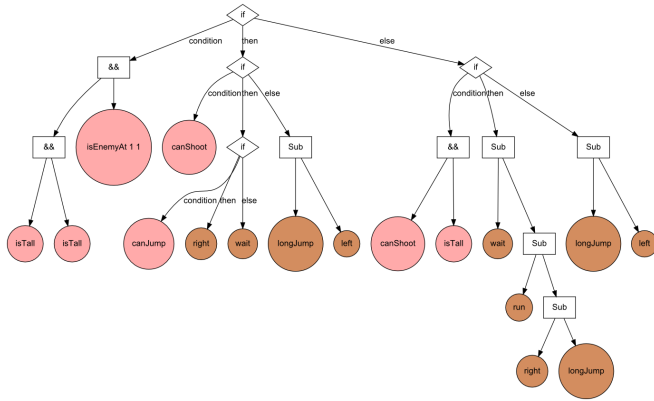 if
condition then else
&& if if
condition then else condition then else
&& isEnemyAt 1 1 canShoot if Sub && Sub Sub
condition then else
isTall isTall canJump right wait longJump left canShoot isTall wait Sub longJump left
run Sub
right longJump